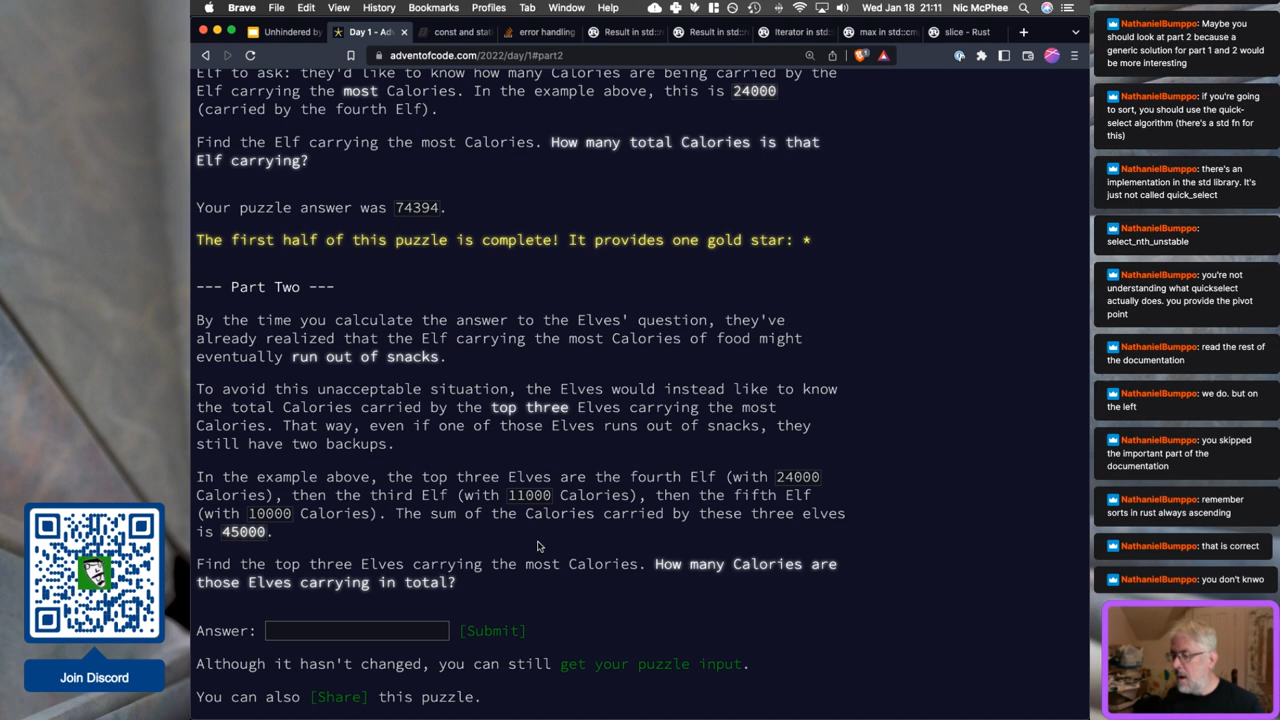 Brave File Edit View History Bookmarks Profiles Tab Window Help Wed Jan 18 21:11 Nic McPhee
Unhindered by Day 1 - Adve const and stati error handling Result in std:: Result in std:: Iterator in std: max in std::cm slice - Rust
adventofcode.com/2022/day/1#part2
Elf to ask: they'd like to know how many Calories are being carried by the
Elf carrying the most Calories. In the example above, this is 24000
(carried by the fourth Elf).
Find the Elf carrying the most Calories. How many total Calories is that
Elf carrying?
Your puzzle answer was 74394.
The first half of this puzzle is complete! It provides one gold star: *
--- Part Two ---
By the time you calculate the answer to the Elves' question, they've
already realized that the Elf carrying the most Calories of food might
eventually run out of snacks.
To avoid this unacceptable situation, the Elves would instead like to know
the total Calories carried by the top three Elves carrying the most
Calories. That way, even if one of those Elves runs out of snacks, they
still have two backups.
In the example above, the top three Elves are the fourth Elf (with 24000
Calories), then the third Elf (with 11000 Calories), then the fifth Elf
(with 10000 Calories). The sum of the Calories carried by these three elves
is 45000.
Find the top three Elves carrying the most Calories. How many Calories are
those Elves carrying in total?
Answer: [Submit]
Although it hasn't changed, you can still get your puzzle input.
You can also [Share] this puzzle.
Join Discord
NathanielBumppo: Maybe you
should look at part 2 because a
generic solution for part 1 and 2 would
be more interesting
NathanielBumppo: if you're going
to sort, you should use the quick-
select algorithm (there's a std fn for
this)
NathanielBumppo: there's an
implementation in the std library. It's
just not called quick_select
NathanielBumppo:
select_nth_unstable
NathanielBumppo: you're not
understanding what quickselect
actually does. you provide the pivot
point
NathanielBumppo: read the rest of
the documentation
NathanielBumppo: we do. but on
the left
NathanielBumppo: you skipped
the important part of the
documentation
NathanielBumppo: remember
sorts in rust always ascending
NathanielBumppo: that is correct
NathanielBumppo: you don't knwo